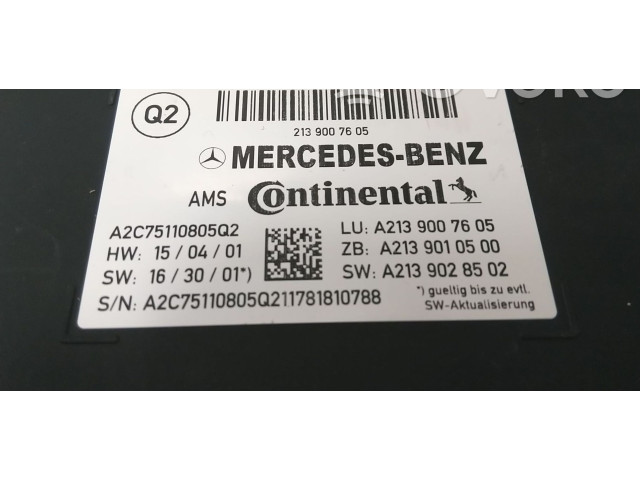 Q2
213 900 76 05
MERCEDES-BENZ
AMS Continental
A2C75110805Q2 LU: A213 900 76 05
HW: 15 / 04 / 01 ZB: A213 901 05 00
SW: 16 / 30 / 01*) SW: A213 902 85 02
S/N: A2C75110805Q211781810788 *) gueltig bis zu evtl.
SW-Aktualisierung